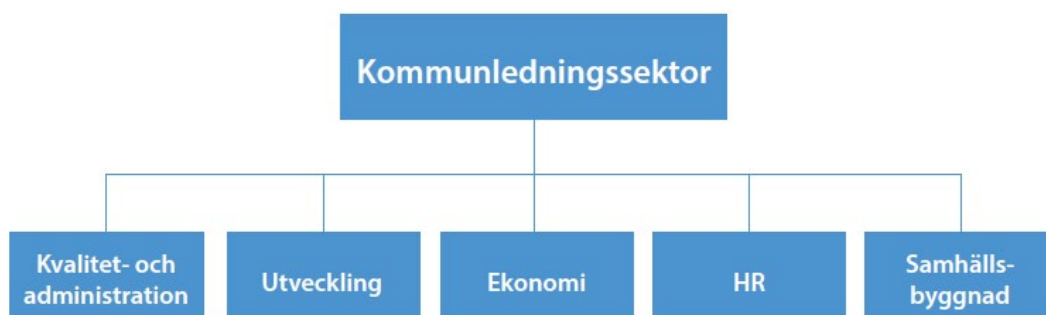 Kommunledningssektor
Kvalitet- och
administration
Utveckling
Ekonomi
HR
Samhälls-
byggnad